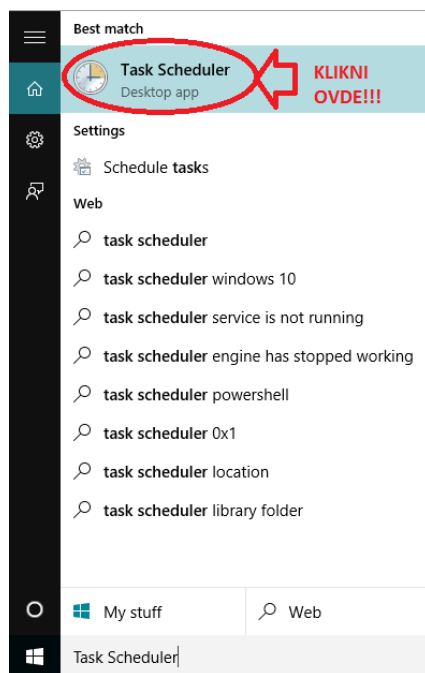 Best match
Task Scheduler
Desktop app
KLIKNI
OVDE!!!
Settings
Schedule tasks
Web
task scheduler
task scheduler windows 10
task scheduler service is not running
task scheduler engine has stopped working
task scheduler powershell
task scheduler 0x1
task scheduler location
task scheduler library folder
My stuff
Web
Task Scheduler